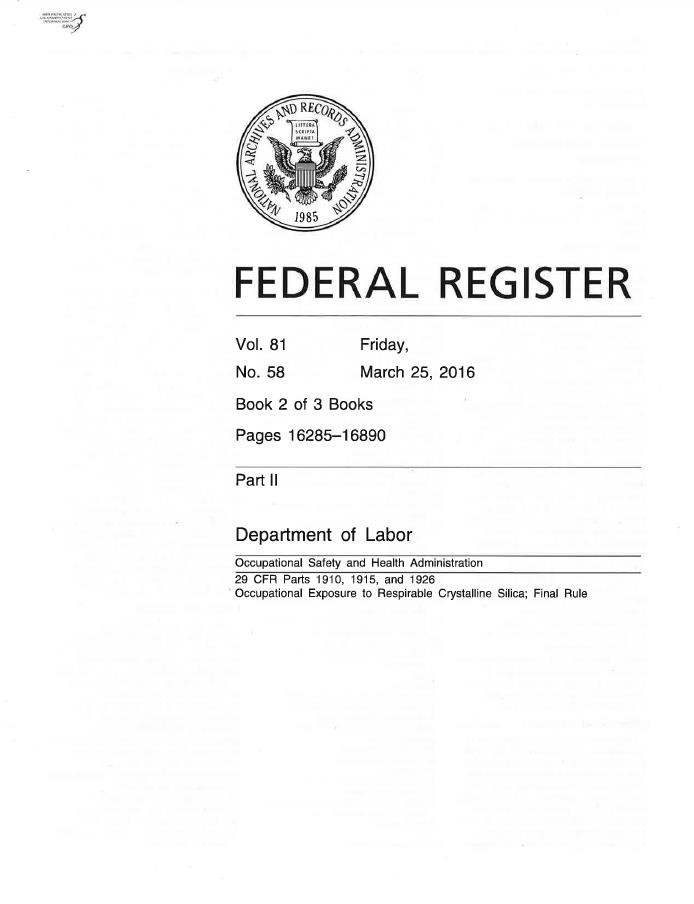 GPO
NATIONAL ARCHIVES AND RECORDS ADMINISTRATION
LITTERA
SCRIPTA
MANET
1985
FEDERAL REGISTER
Vol. 81 Friday,
No. 58 March 25, 2016
Book 2 of 3 Books
Pages 16285–16890
Part II
Department of Labor
Occupational Safety and Health Administration
29 CFR Parts 1910, 1915, and 1926
Occupational Exposure to Respirable Crystalline Silica; Final Rule